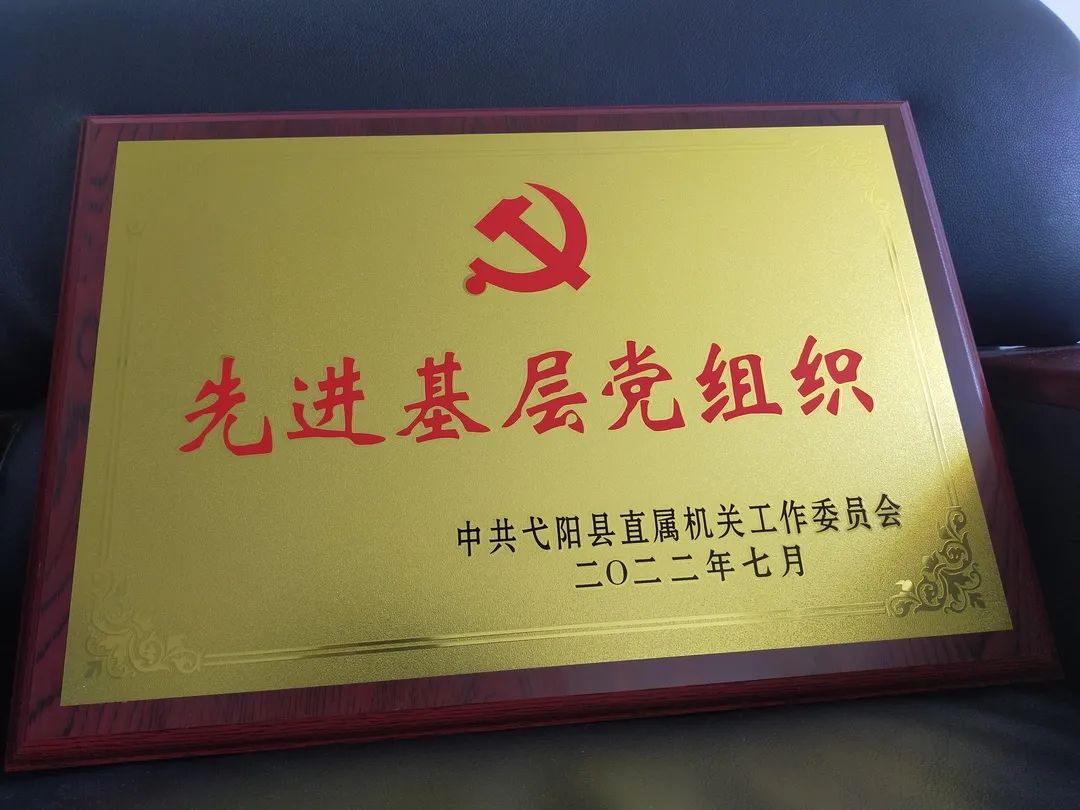 先进基层党组织
中共弋阳县直属机关工作委员会
二〇二二年七月